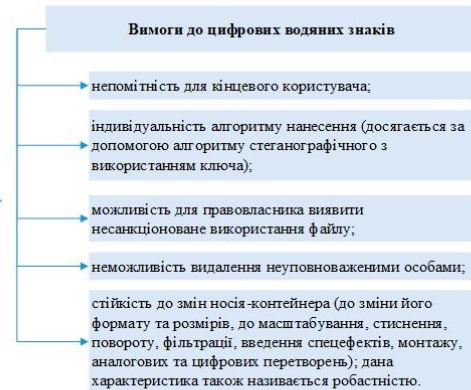 Вимоги до цифрових водяних знаків
непомітність для кінцевого користувача;
індивідуальність алгоритму нанесення (досягається за
допомогою алгоритму стеганографічного з
використанням ключа);
можливість для правовласника виявити
несанкціоноване використання файлу;
неможливість видалення неуповноваженими особами;
стійкість до змін носія-контейнера (до зміни його
формату та розмірів, до масштабування, стиснення,
повороту, фільтрації, введення спецефектів, монтажу,
аналогових та цифрових перетворень); дана
характеристика також називається робастністю.